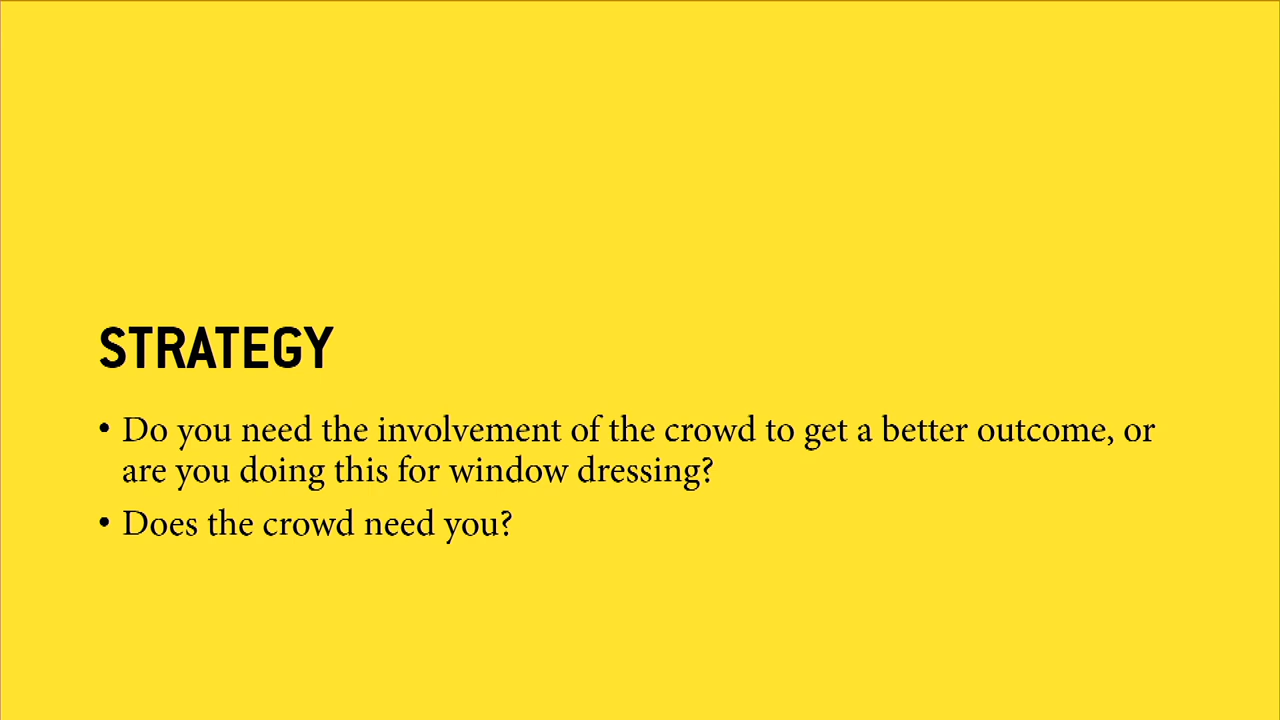 STRATEGY
• Do you need the involvement of the crowd to get a better outcome, or
are you doing this for window dressing?
• Does the crowd need you?